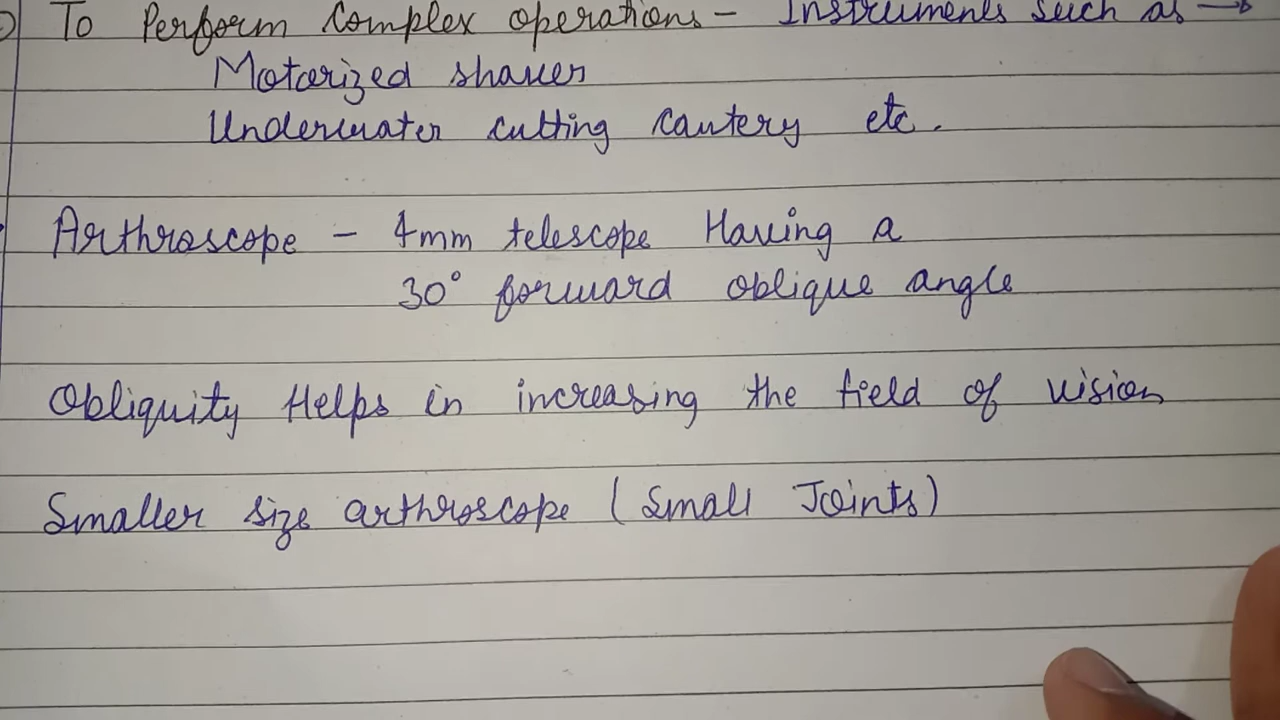 To Perform Complex operations - Instruments such as →
Motorized shaver
Underwater cutting cautery etc.
Arthroscope - 4mm telescope Having a
30° forward oblique angle
Obliquity Helps in increasing the field of vision
Smaller size arthroscope (Small Joints)